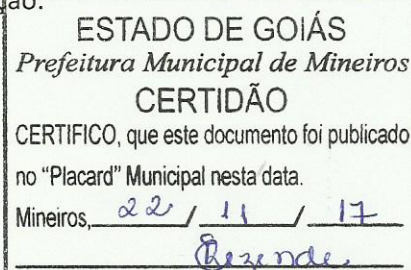 ção.
ESTADO DE GOIÁS
Prefeitura Municipal de Mineiros
CERTIDÃO
CERTIFICO, que este documento foi publicado
no "Placard" Municipal nesta data.
Mineiros, 22 / 11 / 17
Rezende